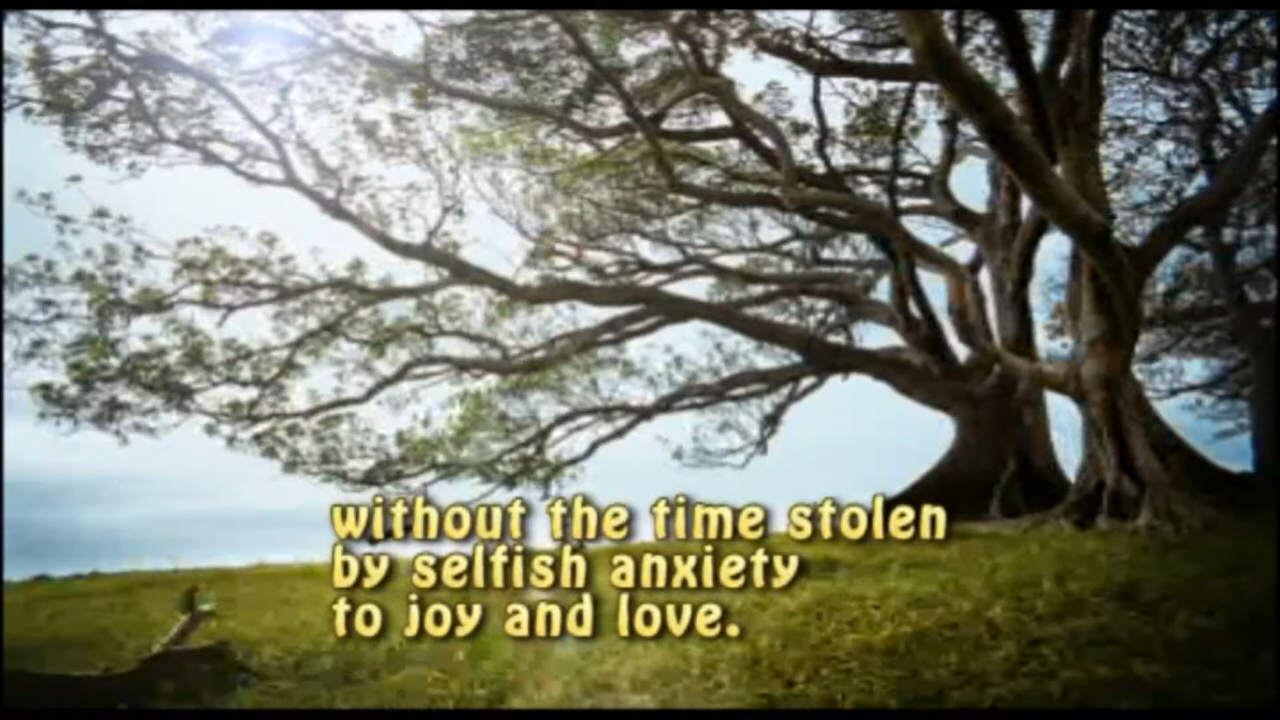 without the time stolen
by selfish anxiety
to joy and love.